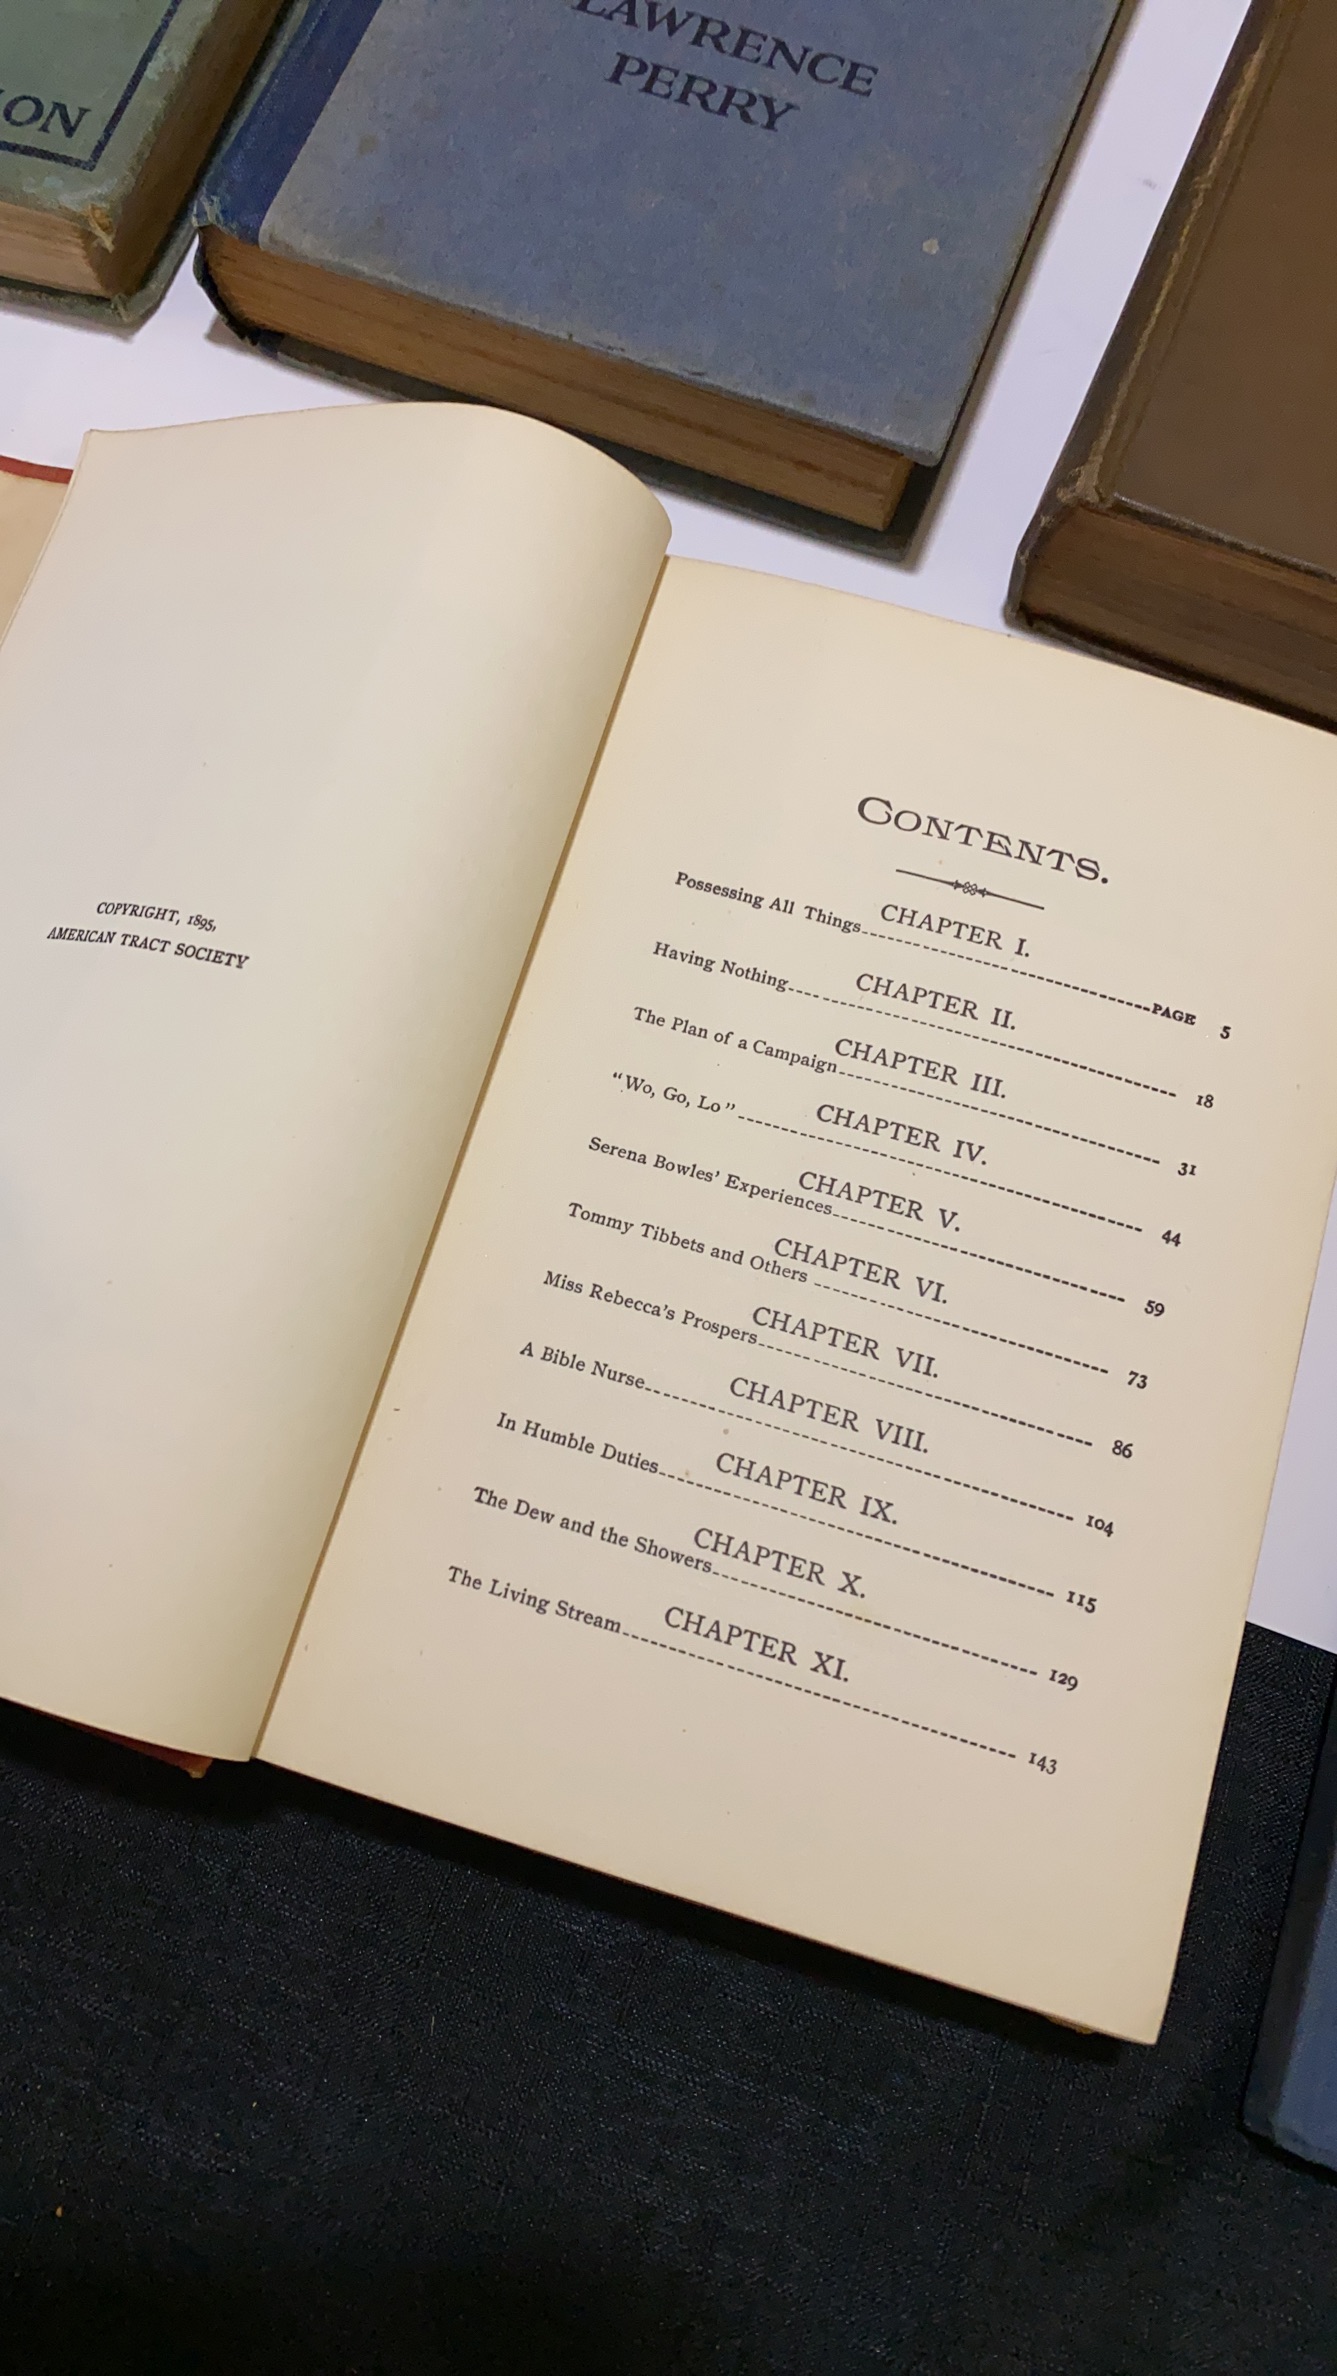 LAWRENCE
PERRY
COPYRIGHT, 1895,
AMERICAN TRACT SOCIETY
CONTENTS.
CHAPTER I.
Possessing All Things PAGE 5
CHAPTER II.
Having Nothing 18
CHAPTER III.
The Plan of a Campaign 31
CHAPTER IV.
"Wo, Go, Lo" 44
CHAPTER V.
Serena Bowles' Experiences 59
CHAPTER VI.
Tommy Tibbets and Others 73
CHAPTER VII.
Miss Rebecca's Prospers 86
CHAPTER VIII.
A Bible Nurse 104
CHAPTER IX.
In Humble Duties 115
CHAPTER X.
The Dew and the Showers 129
CHAPTER XI.
The Living Stream 143